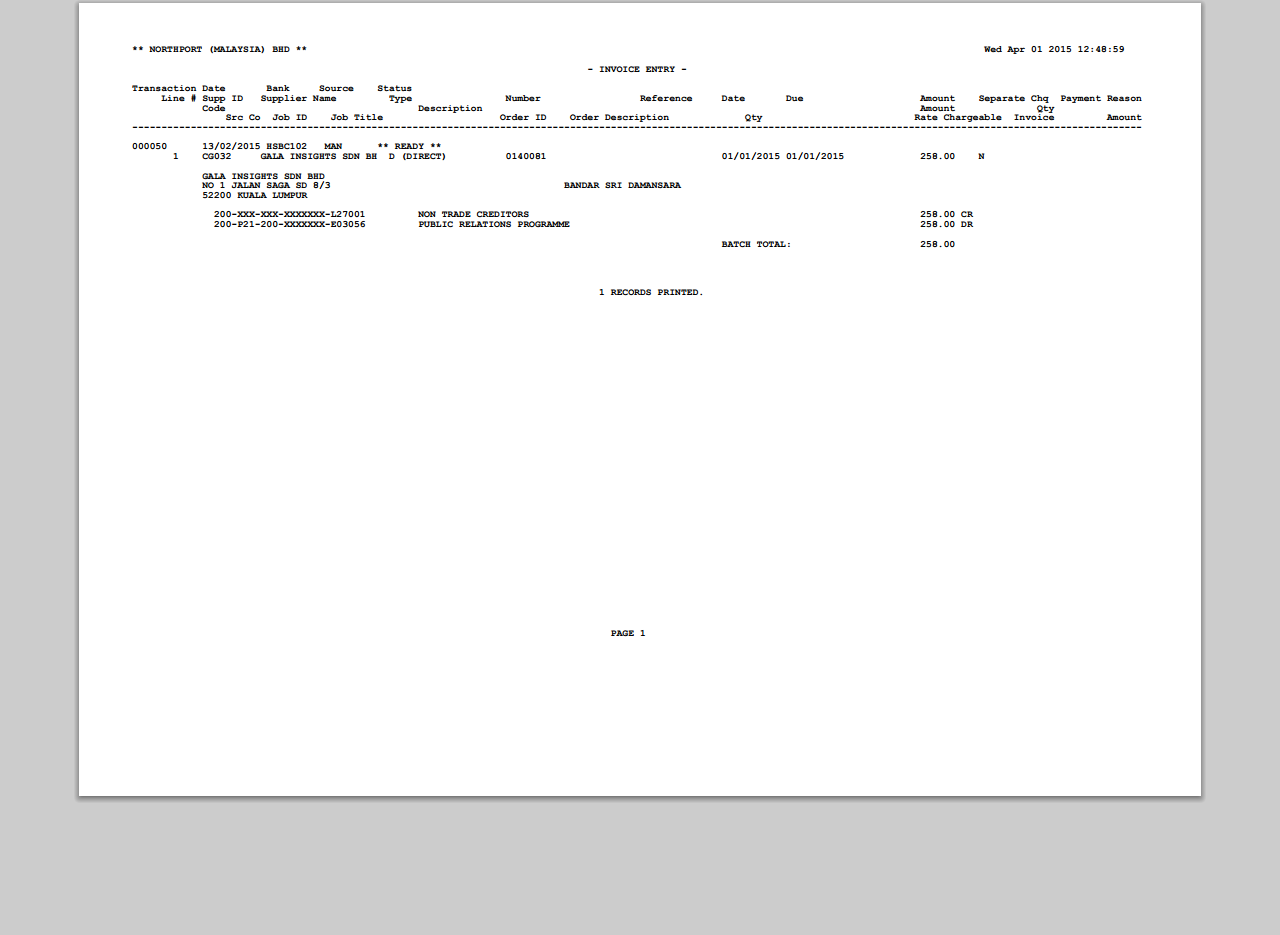 ** NORTHPORT (MALAYSIA) BHD ** Wed Apr 01 2015 12:48:59
- INVOICE ENTRY -
Transaction Date Bank Source Status
Line # Supp ID Supplier Name Type Number Reference Date Due Amount Separate Chq Payment Reason
Code Description Amount Qty
Src Co Job ID Job Title Order ID Order Description Qty Rate Chargeable Invoice Amount
----------------------------------------------------------------------------------------------------------------------------------------------------------------------------
000050 13/02/2015 HSBC102 MAN ** READY **
1 CG032 GALA INSIGHTS SDN BH D (DIRECT) 0140081 01/01/2015 01/01/2015 258.00 N
GALA INSIGHTS SDN BHD
NO 1 JALAN SAGA SD 8/3 BANDAR SRI DAMANSARA
52200 KUALA LUMPUR
200-XXX-XXX-XXXXXXX-L27001 NON TRADE CREDITORS 258.00 CR
200-P21-200-XXXXXXX-E03056 PUBLIC RELATIONS PROGRAMME 258.00 DR
BATCH TOTAL: 258.00
1 RECORDS PRINTED.
PAGE 1